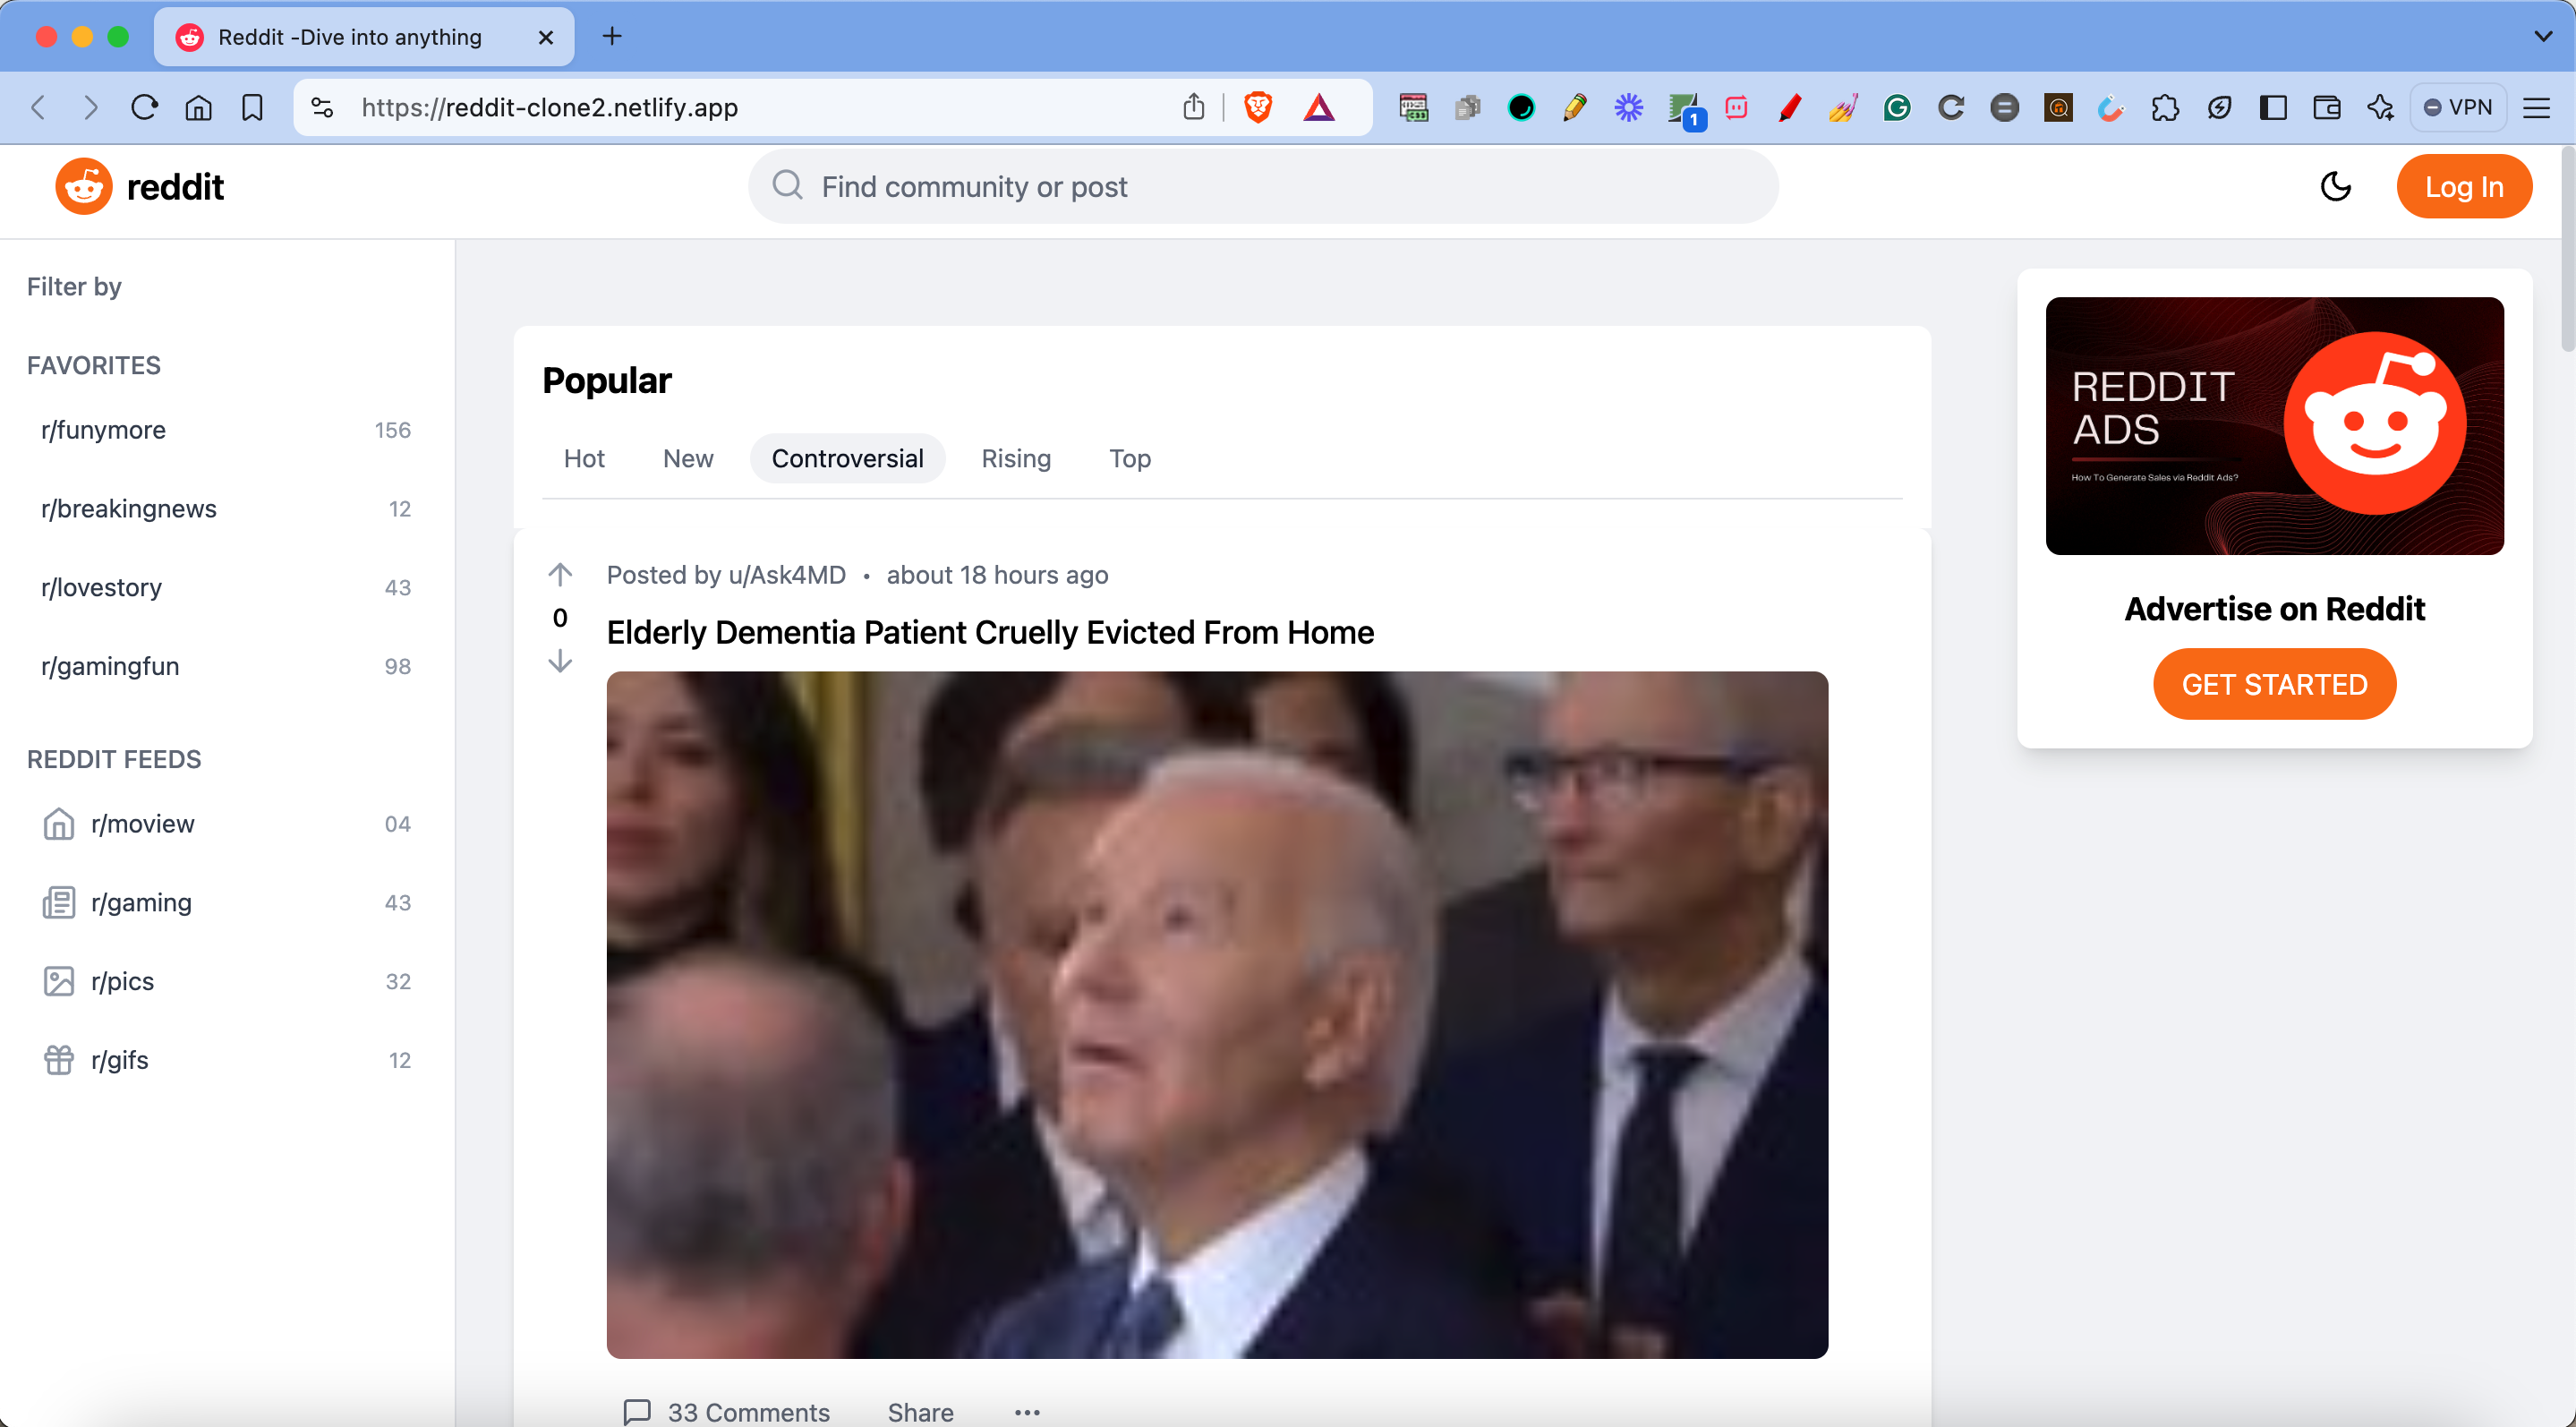 Reddit -Dive into anything
https://reddit-clone2.netlify.app
1
VPN
reddit
Find community or post
Log In
Filter by
FAVORITES
r/funymore 156
r/breakingnews 12
r/lovestory 43
r/gamingfun 98
REDDIT FEEDS
r/moview 04
r/gaming 43
r/pics 32
r/gifs 12
Popular
Hot New Controversial Rising Top
Posted by u/Ask4MD • about 18 hours ago
0
Elderly Dementia Patient Cruelly Evicted From Home
33 Comments Share
REDDIT
ADS
How To Generate Sales via Reddit Ads?
Advertise on Reddit
GET STARTED